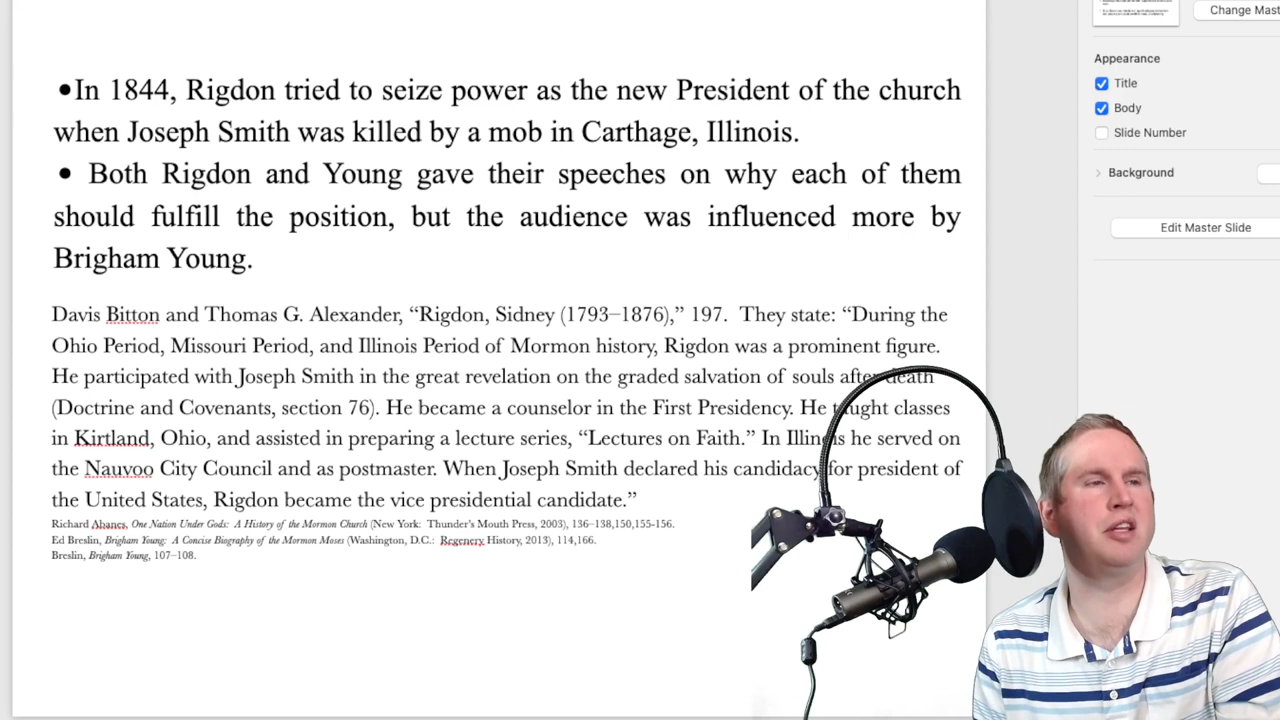 Change Mast
•In 1844, Rigdon tried to seize power as the new President of the church
when Joseph Smith was killed by a mob in Carthage, Illinois.
• Both Rigdon and Young gave their speeches on why each of them
should fulfill the position, but the audience was influenced more by
Brigham Young.
Davis Bitton and Thomas G. Alexander, “Rigdon, Sidney (1793–1876),” 197. They state: “During the
Ohio Period, Missouri Period, and Illinois Period of Mormon history, Rigdon was a prominent figure.
He participated with Joseph Smith in the great revelation on the graded salvation of souls after death
(Doctrine and Covenants, section 76). He became a counselor in the First Presidency. He taught classes
in Kirtland, Ohio, and assisted in preparing a lecture series, “Lectures on Faith.” In Illinois he served on
the Nauvoo City Council and as postmaster. When Joseph Smith declared his candidacy for president of
the United States, Rigdon became the vice presidential candidate.”
Richard Abanes, One Nation Under Gods: A History of the Mormon Church (New York: Thunder’s Mouth Press, 2003), 136–138,150,155-156.
Ed Breslin, Brigham Young: A Concise Biography of the Mormon Moses (Washington, D.C.: Regenery History, 2013), 114,166.
Breslin, Brigham Young, 107–108.
Appearance
Title
Body
Slide Number
Background
Edit Master Slide